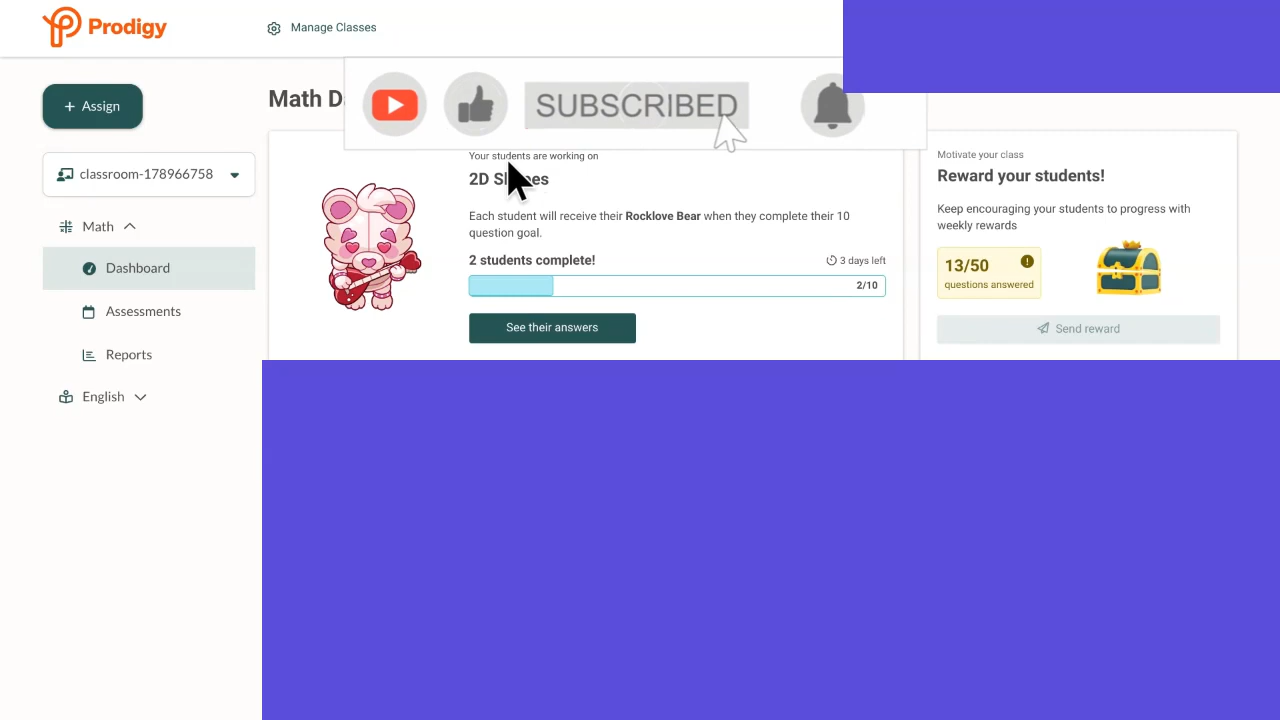 Prodigy
Manage Classes
+ Assign
Math D
SUBSCRIBED
classroom-178966758
Math
Dashboard
Assessments
Reports
English
Your students are working on
2D
Each student will receive their Rocklove Bear when they complete their 10
question goal.
2 students complete!
3 days left
2/10
See their answers
Motivate your class
Reward your students!
Keep encouraging your students to progress with
weekly rewards
13/50
questions answered
Send reward